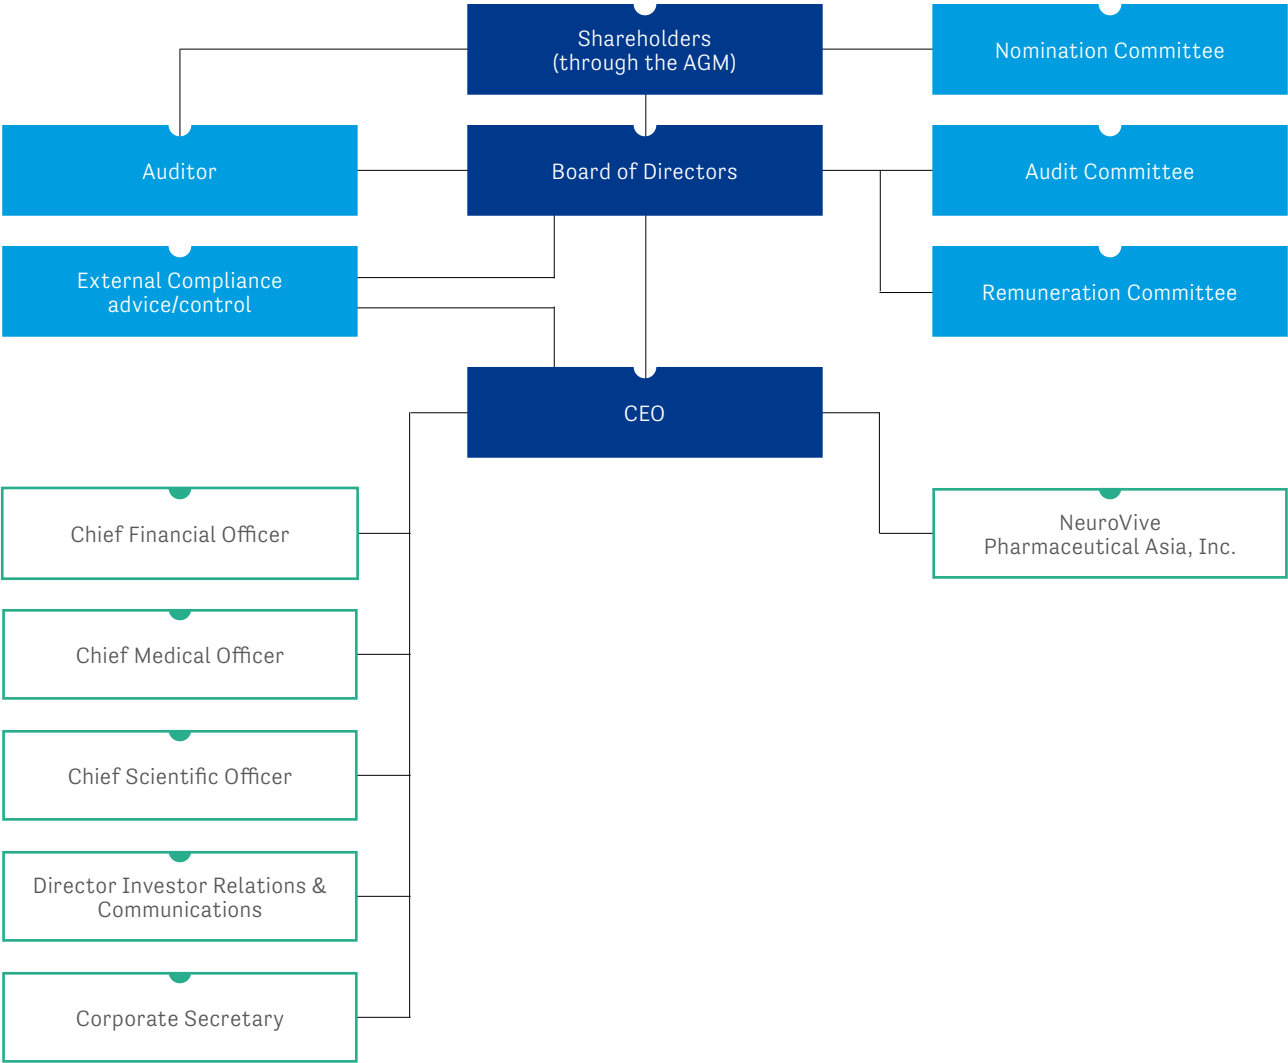 Shareholders
(through the AGM)
Nomination Committee
Auditor
Board of Directors
Audit Committee
External Compliance
advice/control
Remuneration Committee
CEO
Chief Financial Officer
NeuroVive
Pharmaceutical Asia, Inc.
Chief Medical Officer
Chief Scientific Officer
Director Investor Relations &
Communications
Corporate Secretary